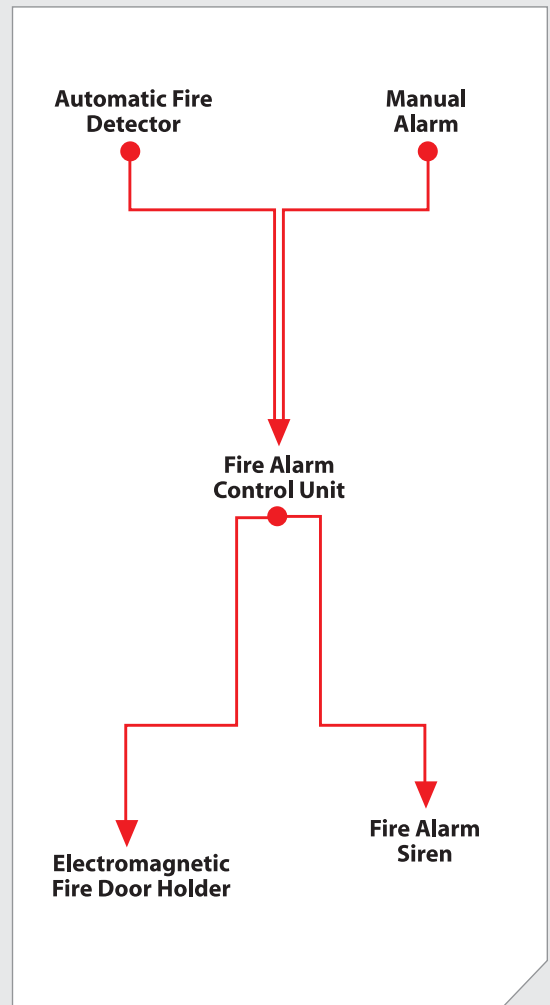 Automatic Fire
Detector
Manual
Alarm
Fire Alarm
Control Unit
Electromagnetic
Fire Door Holder
Fire Alarm
Siren